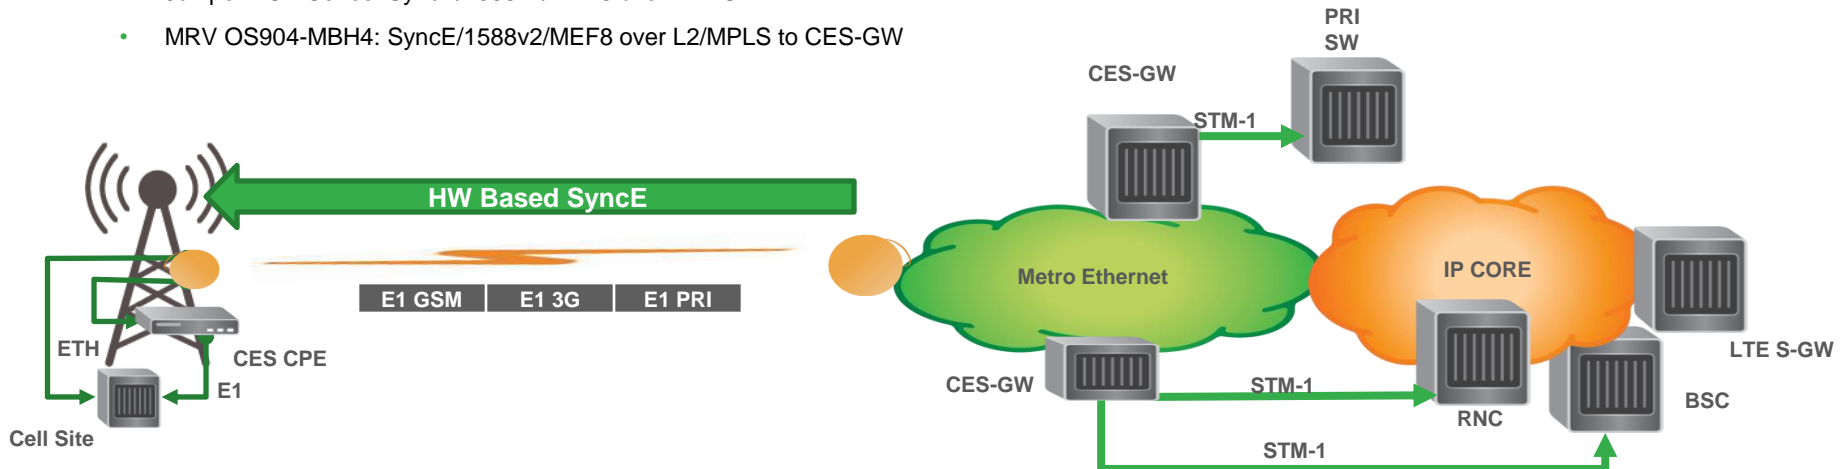 • MRV OS904-MBH4: SyncE/1588v2/MEF8 over L2/MPLS to CES-GW
PRI
SW
CES-GW
STM-1
HW Based SyncE
E1 GSM
E1 3G
E1 PRI
Metro Ethernet
IP CORE
ETH
CES CPE
E1
Cell Site
CES-GW
STM-1
STM-1
RNC
BSC
LTE S-GW